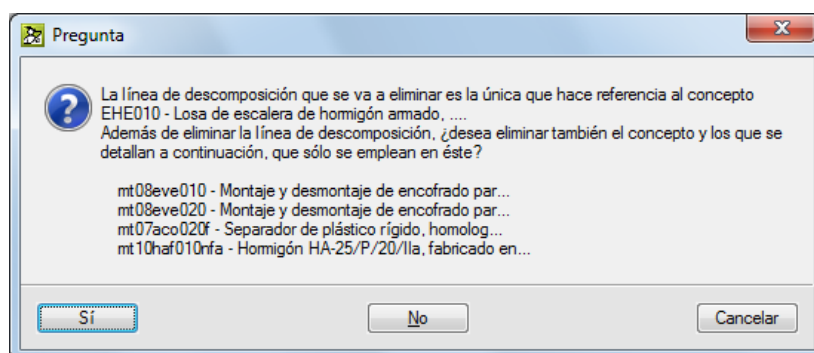 Pregunta
La línea de descomposición que se va a eliminar es la única que hace referencia al concepto
EHE010 - Losa de escalera de hormigón armado, ....
Además de eliminar la línea de descomposición, ¿desea eliminar también el concepto y los que se
detallan a continuación, que sólo se emplean en éste?
mt08eve010 - Montaje y desmontaje de encofrado par...
mt08eve020 - Montaje y desmontaje de encofrado par...
mt07aco020f - Separador de plástico rígido, homolog...
mt10haf010nfa - Hormigón HA-25/P/20/IIa, fabricado en...
Sí
No
Cancelar